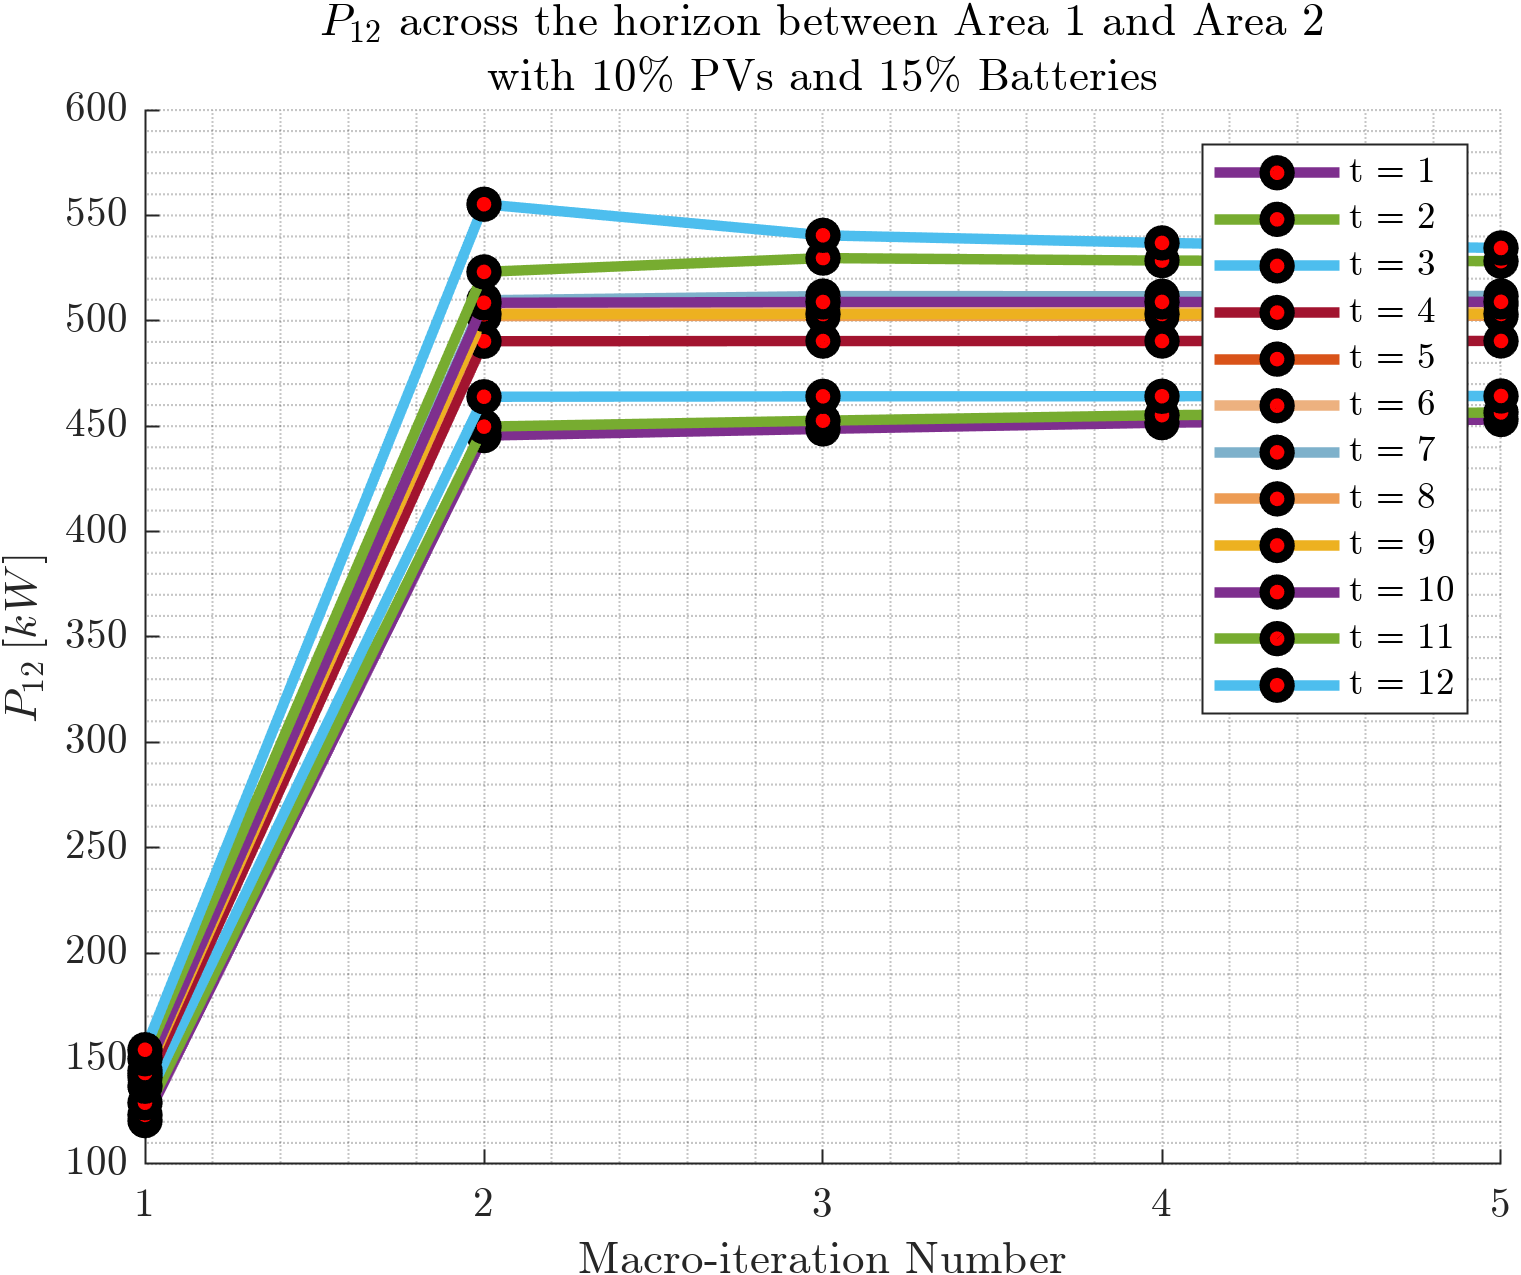 P12 across the horizon between Area 1 and Area 2
with 10% PVs and 15% Batteries
600
550
500
450
400
350
300
250
200
150
100
P12 [kW]
1 2 3 4 5
Macro-iteration Number
t = 1
t = 2
t = 3
t = 4
t = 5
t = 6
t = 7
t = 8
t = 9
t = 10
t = 11
t = 12